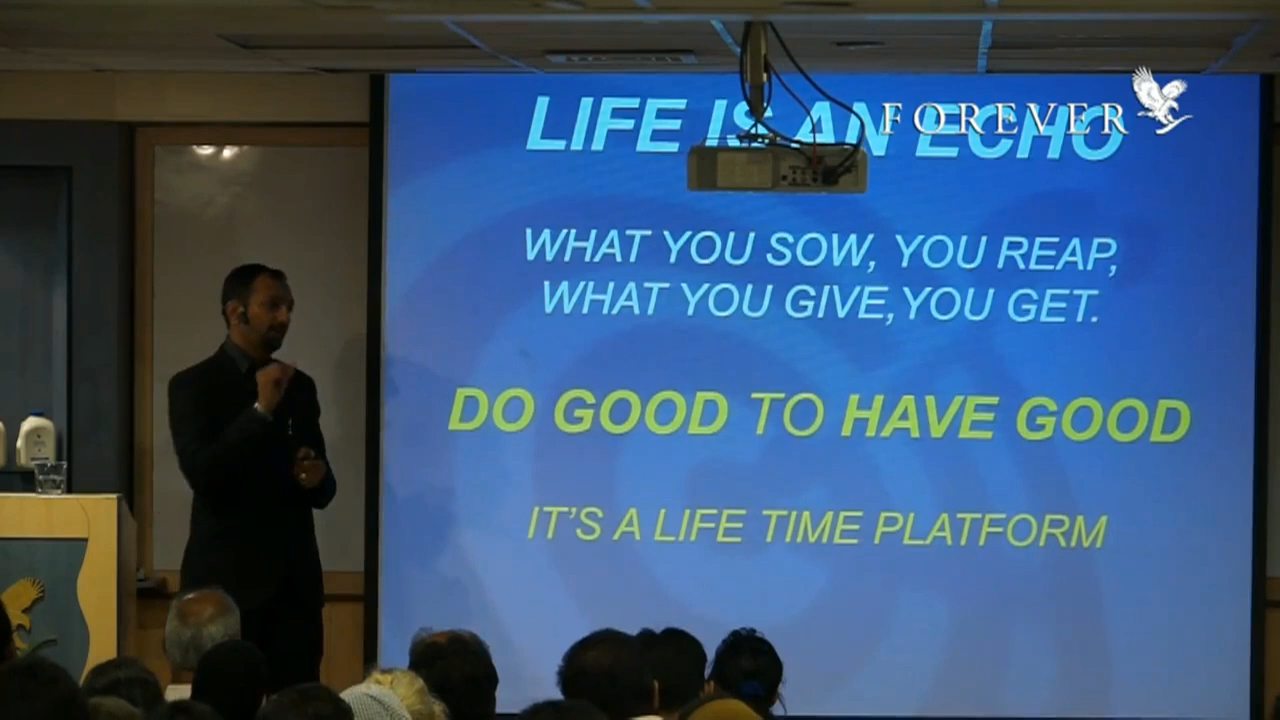 LIFE IS AN ECHO
FOREVER
WHAT YOU SOW, YOU REAP,
WHAT YOU GIVE,YOU GET.
DO GOOD TO HAVE GOOD
IT'S A LIFE TIME PLATFORM